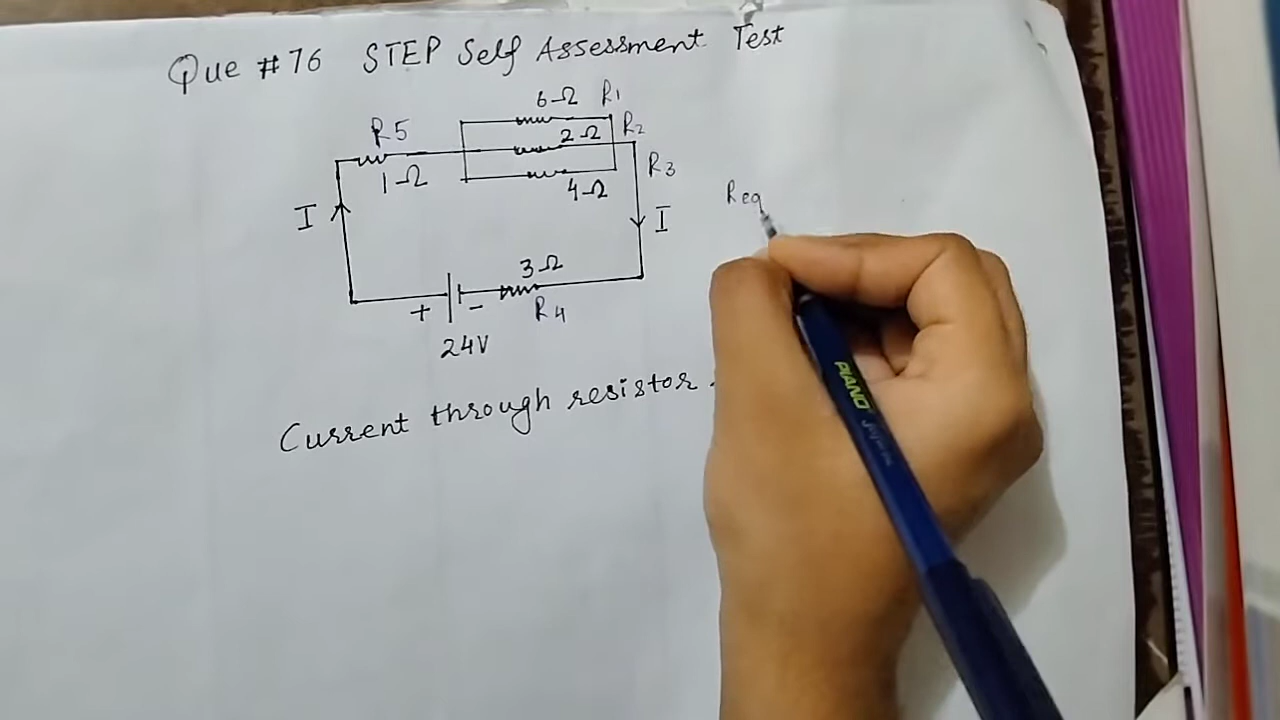 Que # 76 STEP Self Assessment Test
6Ω R1
R5 2Ω R2
1Ω 4Ω R3
I I
Req
3Ω
+ - R4
24V
Current through resistor
PIANO